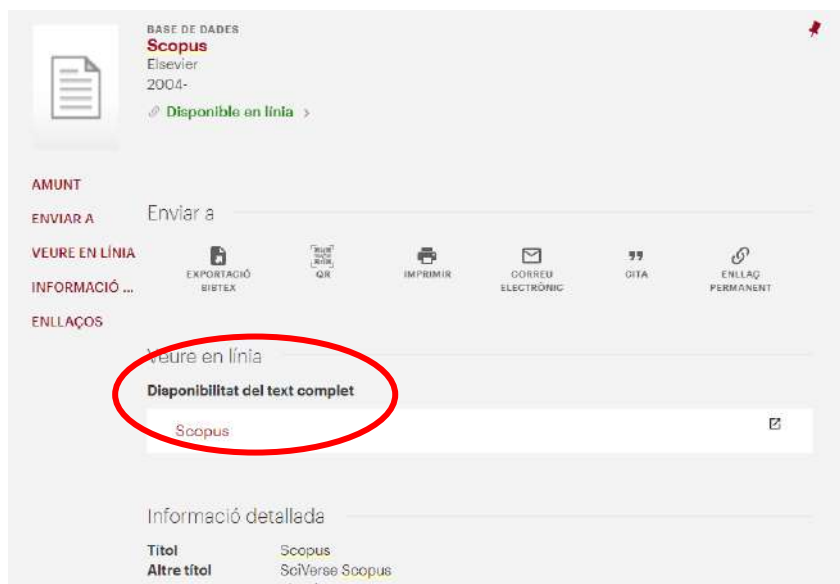 BASE DE DADES
Scopus
Elsevier
2004-
Disponible en línia >
AMUNT
ENVIAR A
VEURE EN LÍNIA
INFORMACIÓ ...
ENLLAÇOS
Enviar a
EXPORTACIÓ BIBTEX
QR
IMPRIMIR
CORREU ELECTRÒNIC
CITA
ENLLAÇ PERMANENT
Veure en línia
Disponibilitat del text complet
Scopus
Informació detallada
Títol Scopus
Altre títol SciVerse Scopus